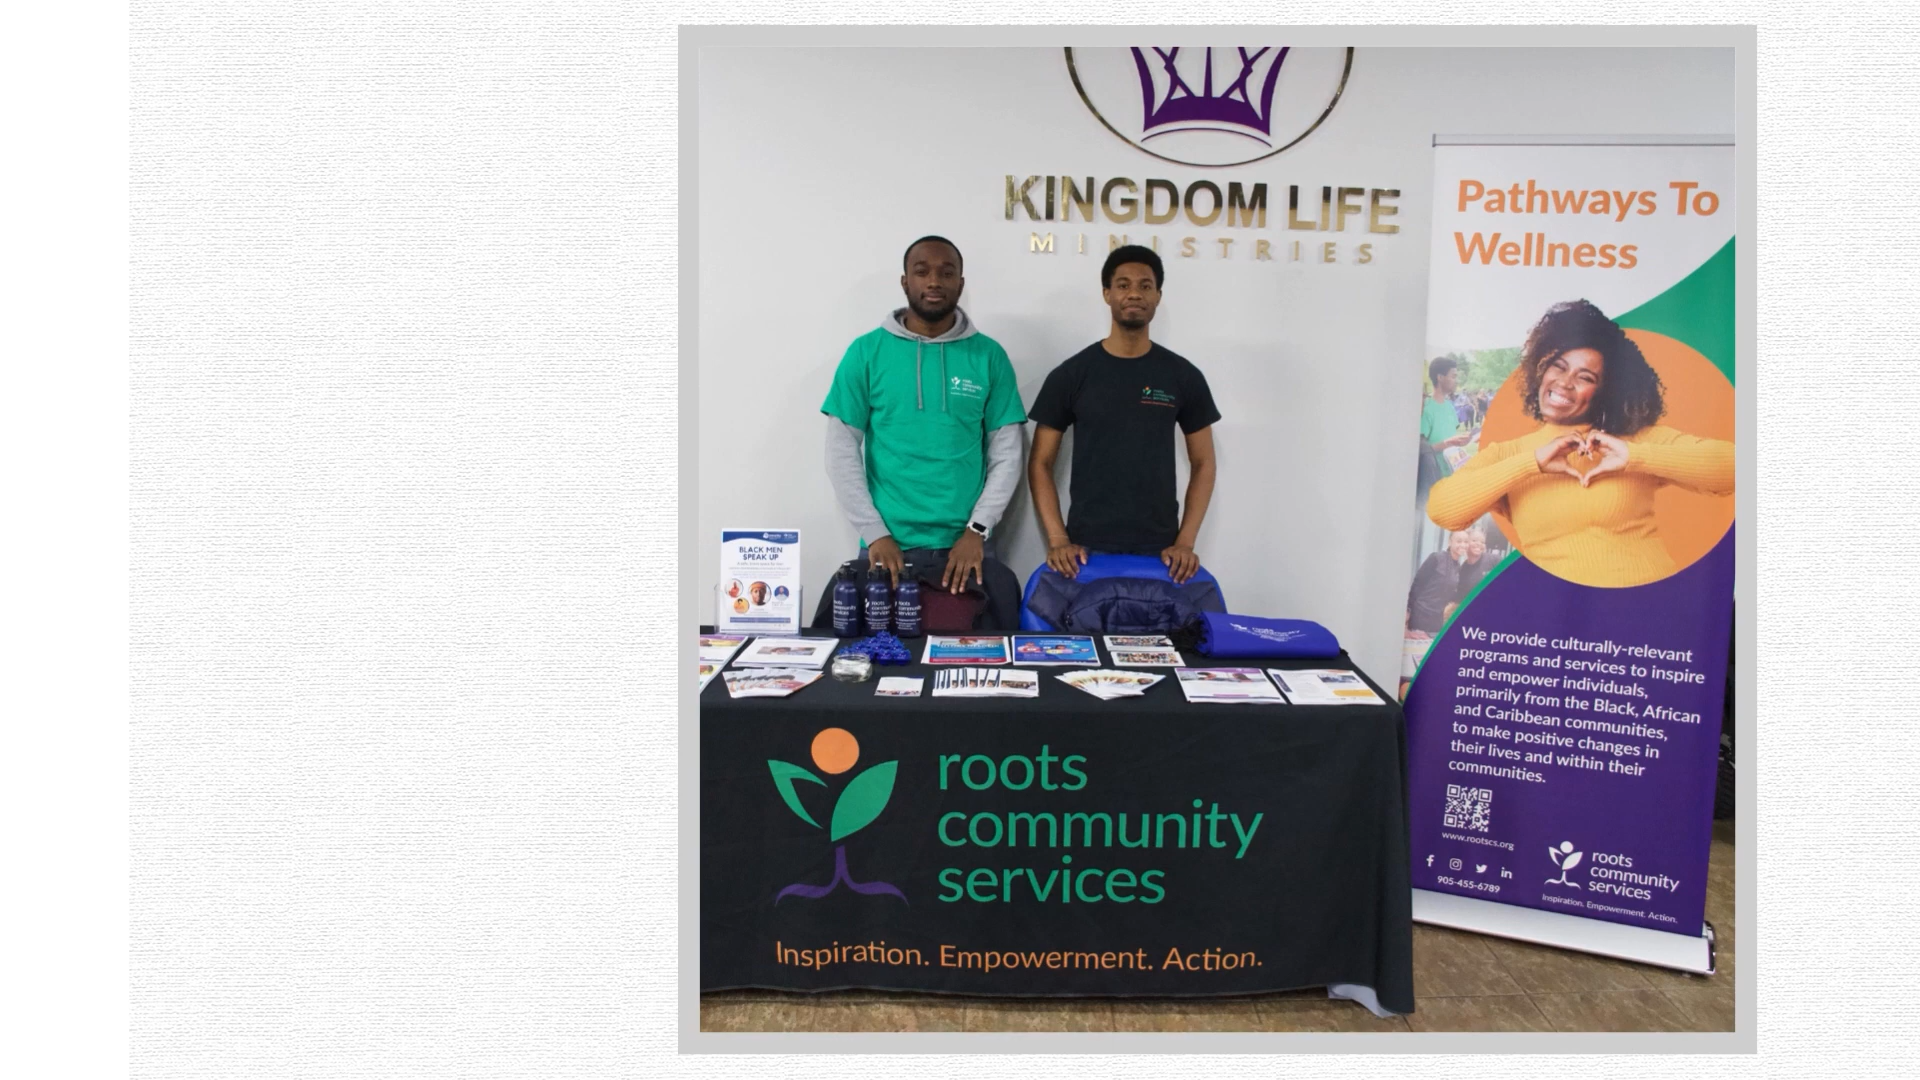 KINGDOM LIFE
MINISTRIES
Pathways To
Wellness
We provide culturally-relevant
programs and services to inspire
and empower individuals,
primarily from the Black, African
and Caribbean communities,
to make positive changes in
their lives and within their
communities.
www.rootscs.org
905-455-6789
roots
community
services
Inspiration. Empowerment. Action.
BLACK MEN
SPEAK UP
roots
community
services
roots
community
services
Inspiration. Empowerment. Action.